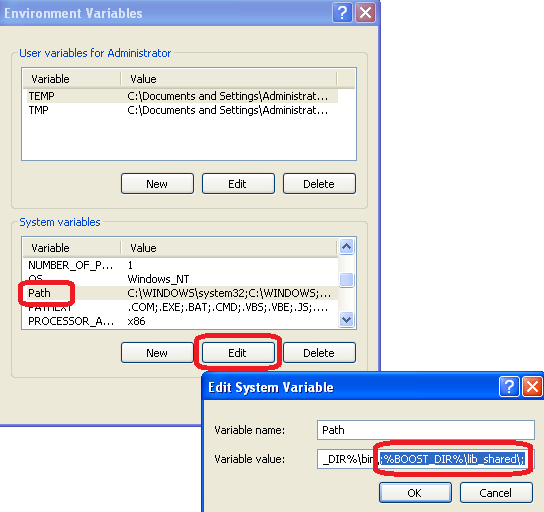 Environment Variables
User variables for Administrator
Variable Value
TEMP C:\Documents and Settings\Administrat...
TMP C:\Documents and Settings\Administrat...
New Edit Delete
System variables
Variable Value
NUMBER_OF_P... 1
OS Windows_NT
Path C:\WINDOWS\system32;C:\WINDOWS;...
PATHEXT .COM;.EXE;.BAT;.CMD;.VBS;.VBE;.JS;....
PROCESSOR_A... x86
New Edit Delete
Edit System Variable
Variable name: Path
Variable value: _DIR%\bin;%BOOST_DIR%\lib_shared\;
OK Cancel